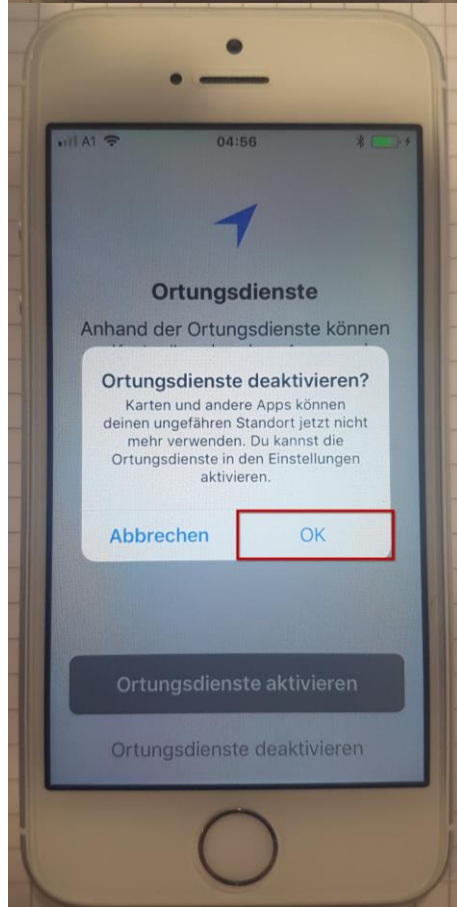 A1
04:56
Ortungsdienste
Anhand der Ortungsdienste können
Ortungsdienste deaktivieren?
Karten und andere Apps können
deinen ungefähren Standort jetzt nicht
mehr verwenden. Du kannst die
Ortungsdienste in den Einstellungen
aktivieren.
Abbrechen OK
Ortungsdienste aktivieren
Ortungsdienste deaktivieren